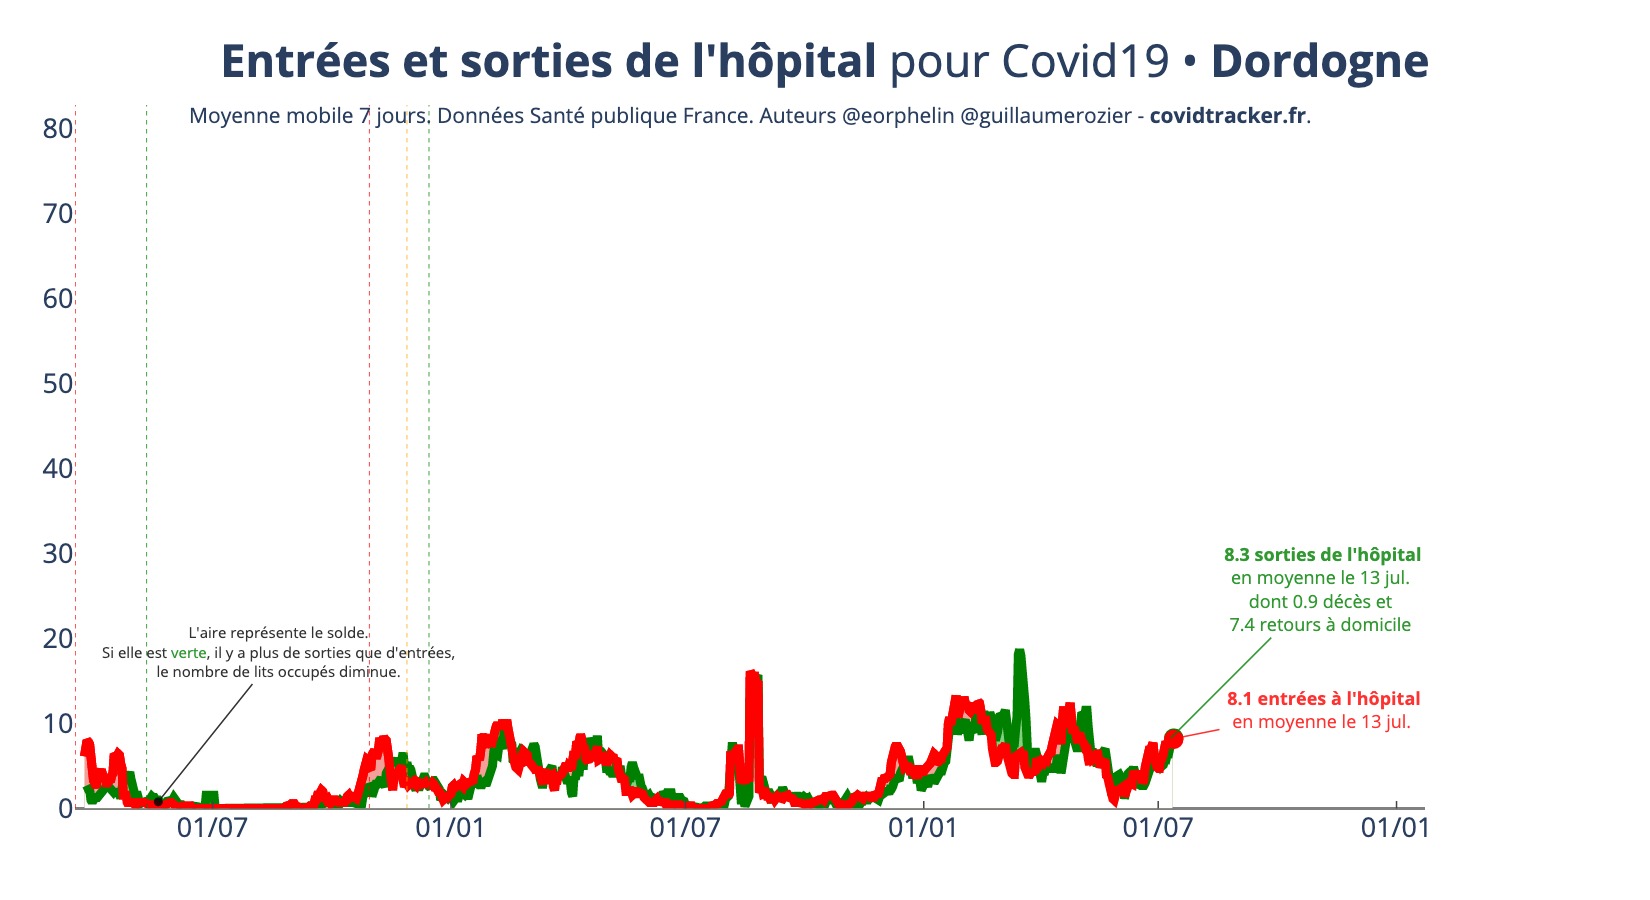 Entrées et sorties de l'hôpital pour Covid19 • Dordogne
Moyenne mobile 7 jours. Données Santé publique France. Auteurs @eorphelin @guillaumerozier - covidtracker.fr.
80
70
60
50
40
30
20
10
0
L'aire représente le solde.
Si elle est verte, il y a plus de sorties que d'entrées,
le nombre de lits occupés diminue.
8.3 sorties de l'hôpital
en moyenne le 13 jul.
dont 0.9 décès et
7.4 retours à domicile
8.1 entrées à l'hôpital
en moyenne le 13 jul.
01/07 01/01 01/07 01/01 01/07 01/01